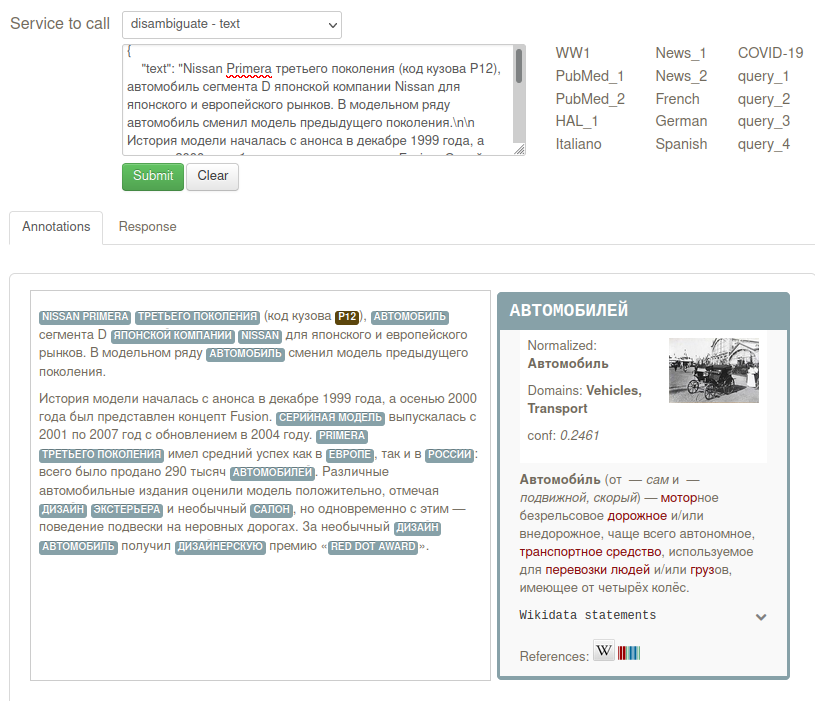 Service to call
disambiguate - text
{
"text": "Nissan Primera третьего поколения (код кузова P12),
автомобиль сегмента D японской компании Nissan для
японского и европейского рынков. В модельном ряду
автомобиль сменил модель предыдущего поколения.\n\n
История модели началась с анонса в декабре 1999 года, а
WW1 News_1 COVID-19
PubMed_1 News_2 query_1
PubMed_2 French query_2
HAL_1 German query_3
Italiano Spanish query_4
Submit Clear
Annotations Response
NISSAN PRIMERA ТРЕТЬЕГО ПОКОЛЕНИЯ (код кузова P12), АВТОМОБИЛЬ
сегмента D ЯПОНСКОЙ КОМПАНИИ NISSAN для японского и европейского
рынков. В модельном ряду АВТОМОБИЛЬ сменил модель предыдущего
поколения.
История модели началась с анонса в декабре 1999 года, а осенью 2000
года был представлен концепт Fusion. СЕРИЙНАЯ МОДЕЛЬ выпускалась с
2001 по 2007 год с обновлением в 2004 году. PRIMERA
ТРЕТЬЕГО ПОКОЛЕНИЯ имел средний успех как в ЕВРОПЕ, так и в РОССИИ:
всего было продано 290 тысяч АВТОМОБИЛЕЙ. Различные
автомобильные издания оценили модель положительно, отмечая
ДИЗАЙН ЭКСТЕРЬЕРА и необычный САЛОН, но одновременно с этим —
поведение подвески на неровных дорогах. За необычный ДИЗАЙН
АВТОМОБИЛЬ получил ДИЗАЙНЕРСКУЮ премию «RED DOT AWARD».
АВТОМОБИЛЕЙ
Normalized:
Автомобиль
Domains: Vehicles,
Transport
conf: 0.2461
Автомоби́ль (от — сам и —
подвижной, скорый) — моторное
безрельсовое дорожное и/или
внедорожное, чаще всего автономное,
транспортное средство, используемое
для перевозки людей и/или грузов,
имеющее от четырёх колёс.
Wikidata statements
References: W